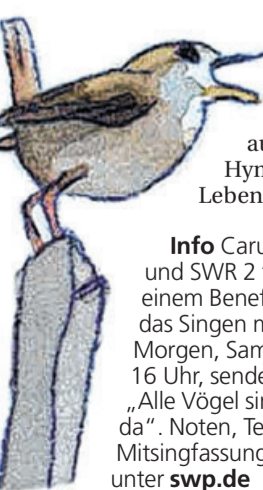 au
Hyn
Leben
Info Caru
und SWR 2
einem Benef
das Singen m
Morgen, Sam
16 Uhr, sende
„Alle Vögel sin
da“. Noten, Te
Mitsingfassung
unter swp.de